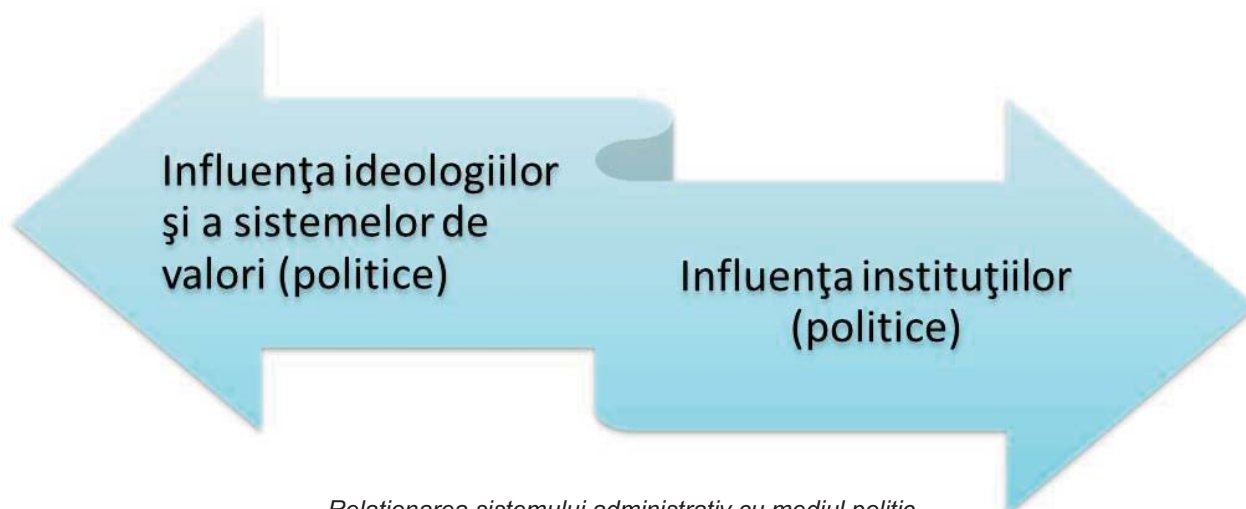 Influenţa ideologiilor
şi a sistemelor de
valori (politice)
Influenţa instituţiilor
(politice)
Relaţionarea sistemului administrativ cu mediul politic